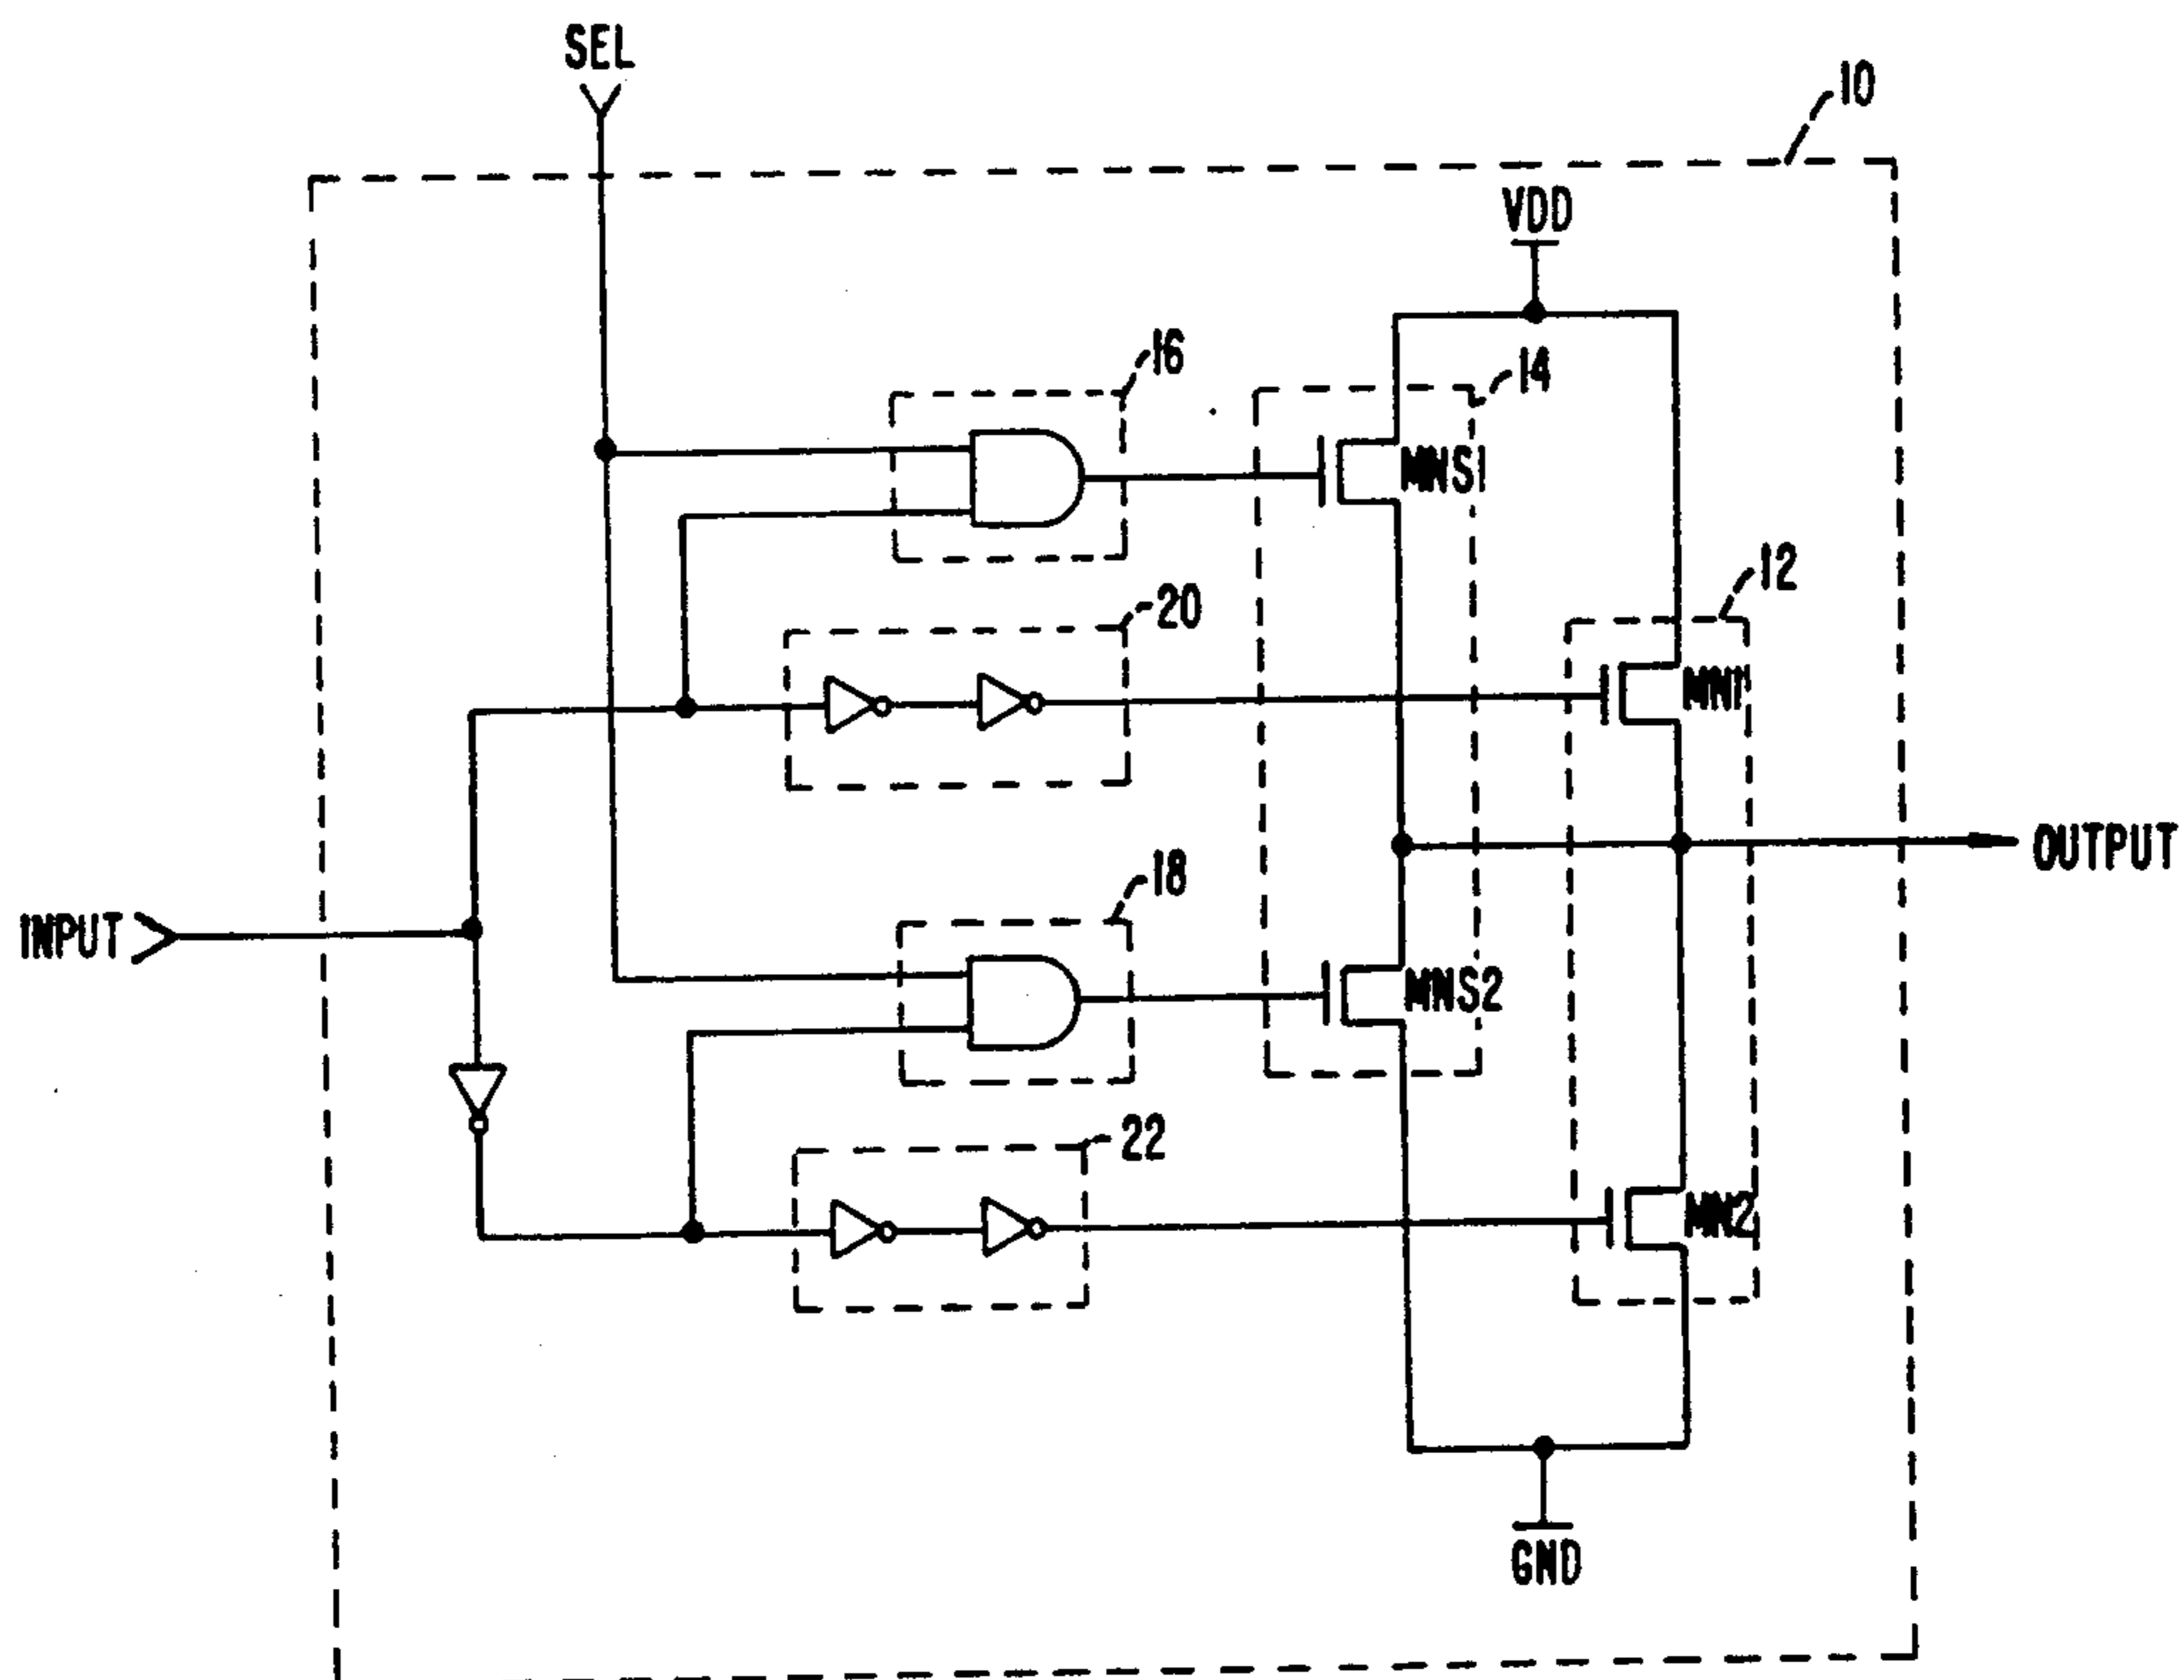 SEL
10
VDD
16
14
MNS1
12
20
MN1
OUTPUT
18
INPUT
MNS2
22
MN2
GND